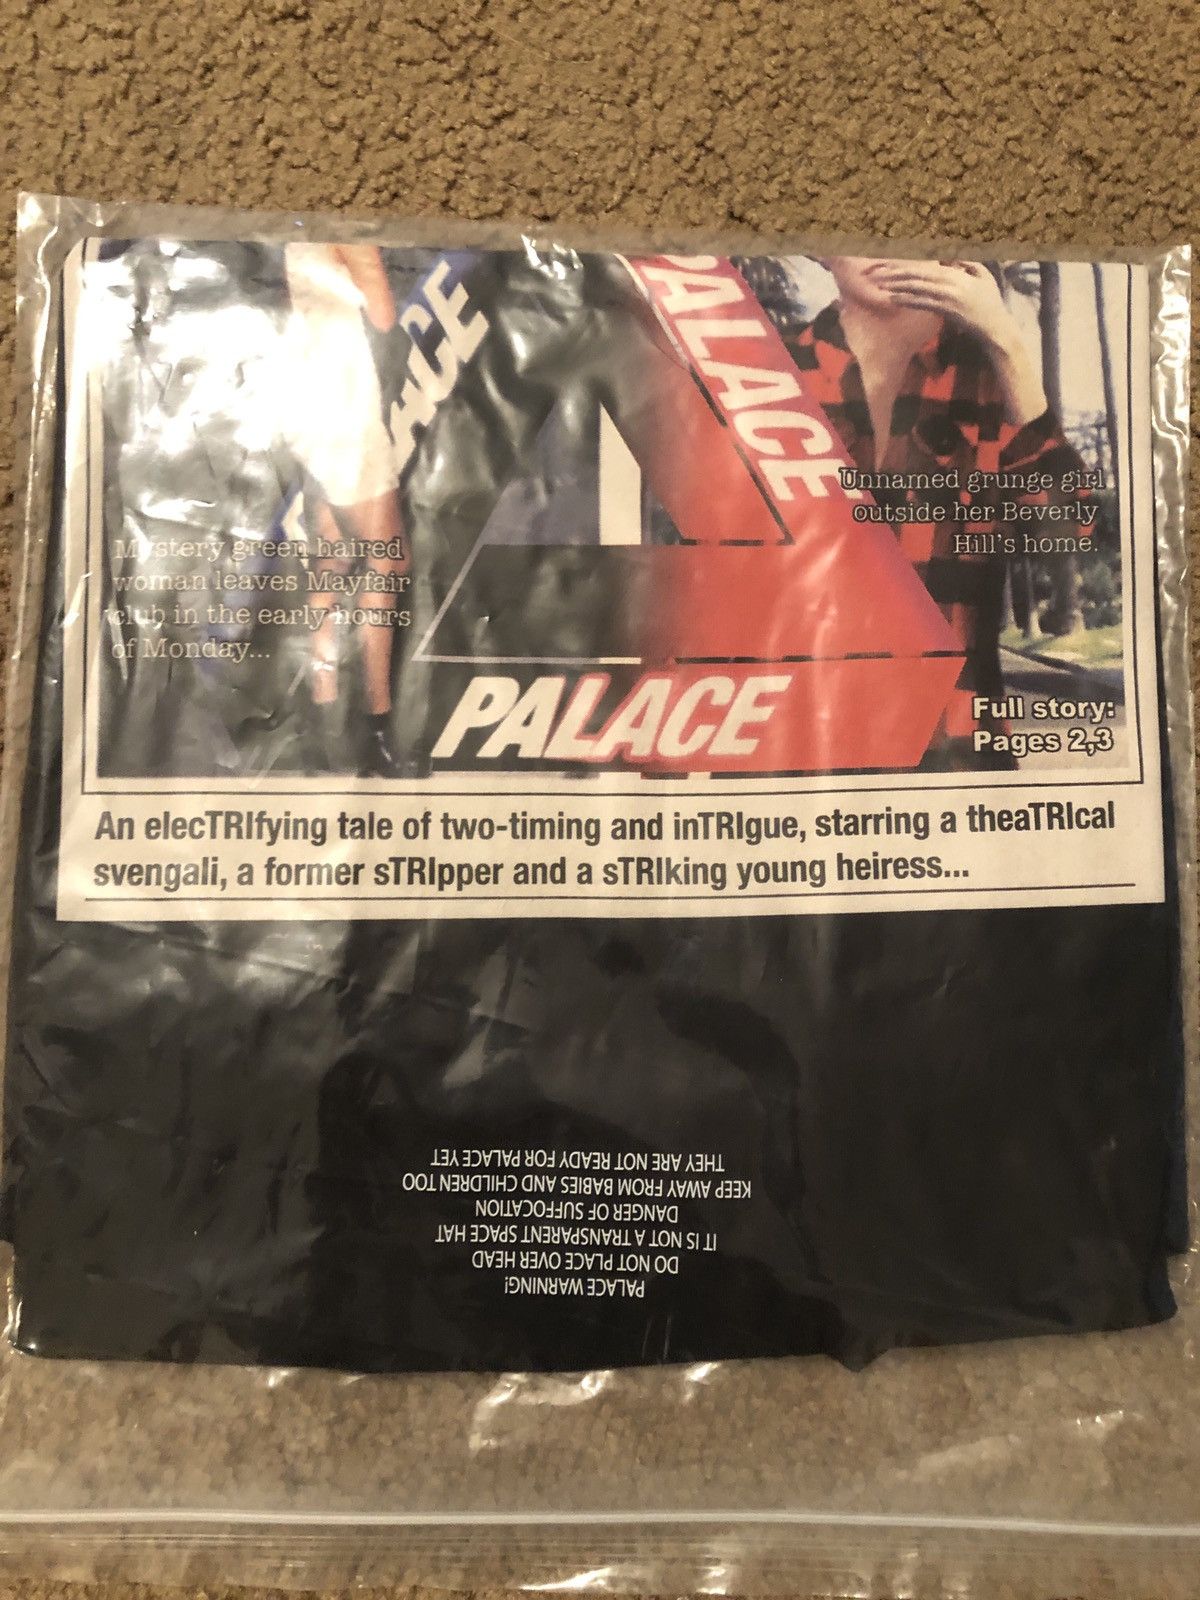 PALACE
PALACE
Unnamed grunge girl
outside her Beverly
Hill's home.
Mystery green haired
woman leaves Mayfair
club in the early hours
of Monday...
PALACE
Full story:
Pages 2,3
An elecTRIfying tale of two-timing and inTRIgue, starring a theaTRIcal
svengali, a former sTRIpper and a sTRIking young heiress...
PALACE WARNING!
DO NOT PLACE OVER HEAD
IT IS NOT A TRANSPARENT SPACE HAT
DANGER OF SUFFOCATION
KEEP AWAY FROM BABIES AND CHILDREN TOO
THEY ARE NOT READY FOR PALACE YET